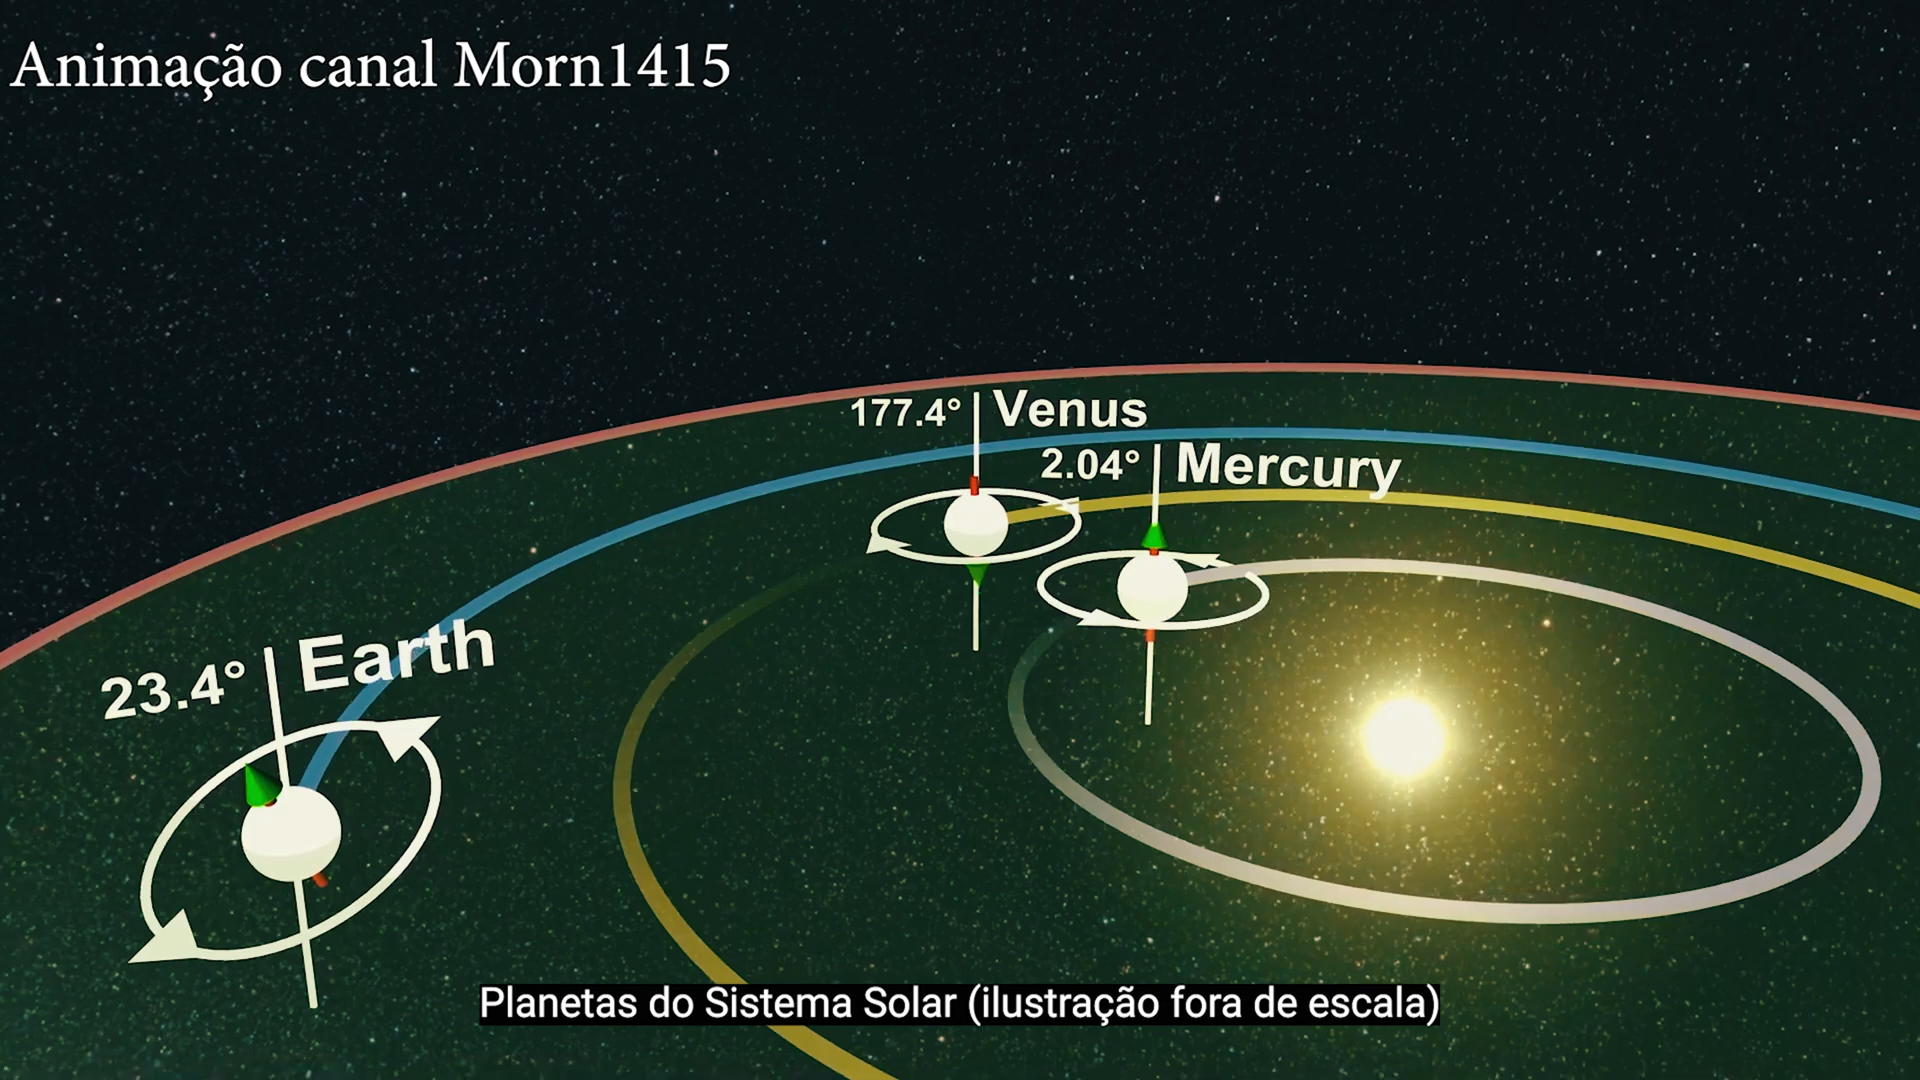 Animação canal Morn1415
177.4° Venus
2.04° Mercury
23.4° Earth
Planetas do Sistema Solar (ilustração fora de escala)